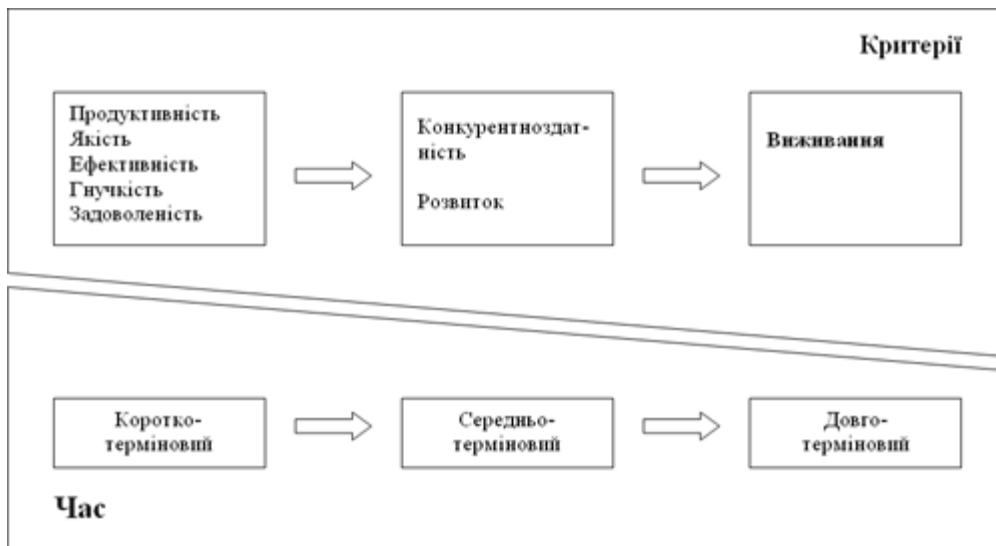 Критерії
Продуктивність
Якість
Ефективність
Гнучкість
Задоволеність
Конкурентноздат-
ність
Розвиток
Виживання
Коротко-
терміновий
Середньо-
терміновий
Довго-
терміновий
Час